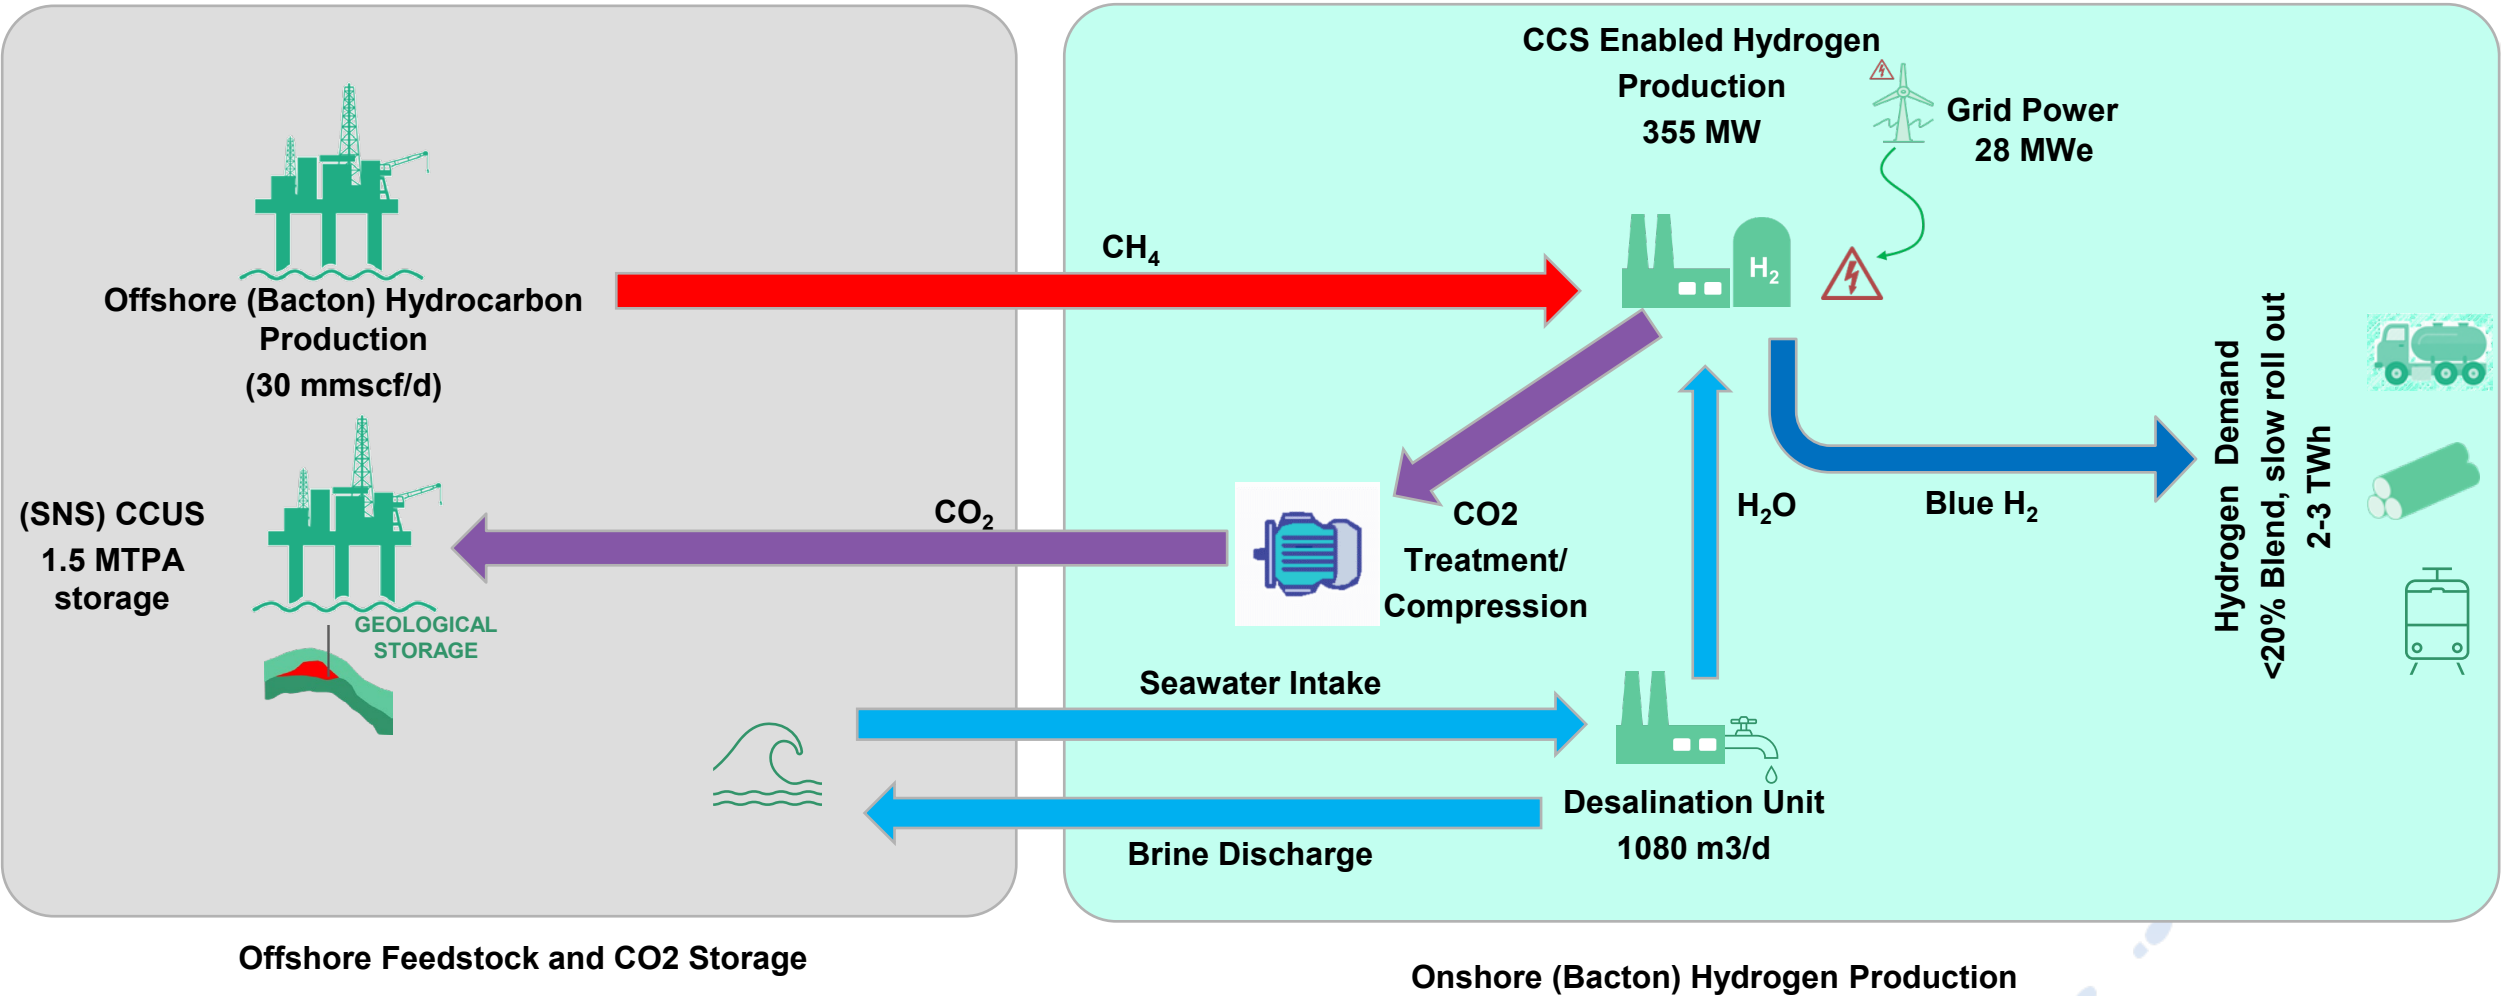 CCS Enabled Hydrogen
Production
355 MW
Grid Power
28 MWe
CH₄
H₂
Offshore (Bacton) Hydrocarbon
Production
(30 mmscf/d)
Hydrogen  Demand
<20% Blend, slow roll out
2-3 TWh
(SNS) CCUS
1.5 MTPA
storage
GEOLOGICAL
STORAGE
CO₂
CO2
Treatment/
Compression
H₂O
Blue H₂
Seawater Intake
Desalination Unit
1080 m3/d
Brine Discharge
Offshore Feedstock and CO2 Storage
Onshore (Bacton) Hydrogen Production